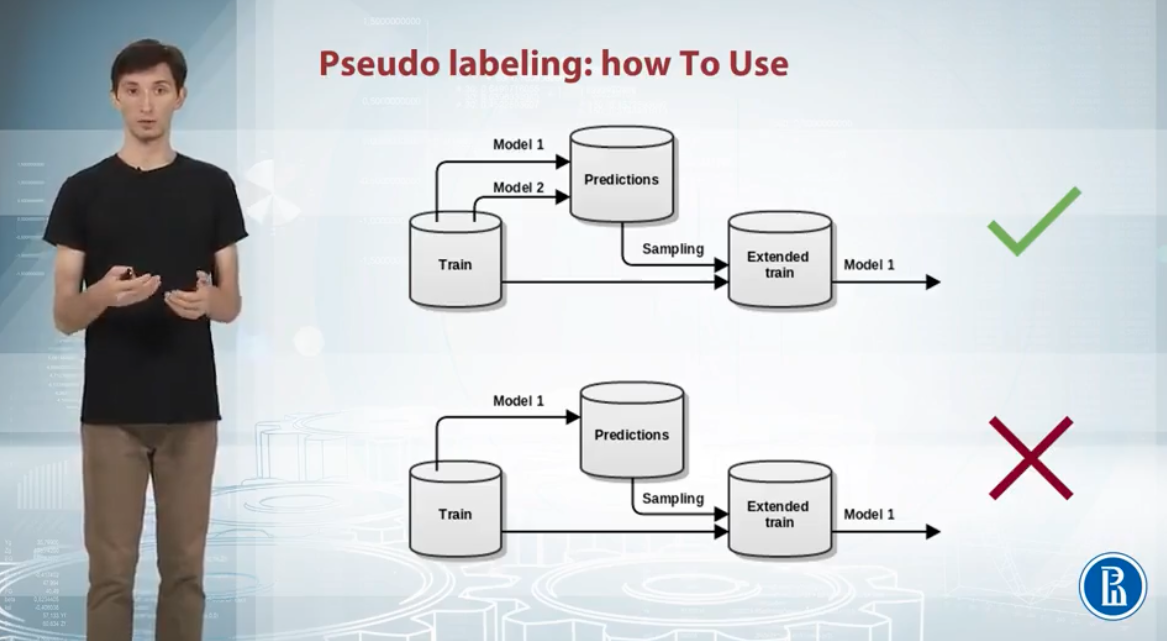 Pseudo labeling: how To Use
Model 1
Model 2
Predictions
Train
Sampling
Extended
train
Model 1
Model 1
Predictions
Train
Sampling
Extended
train
Model 1